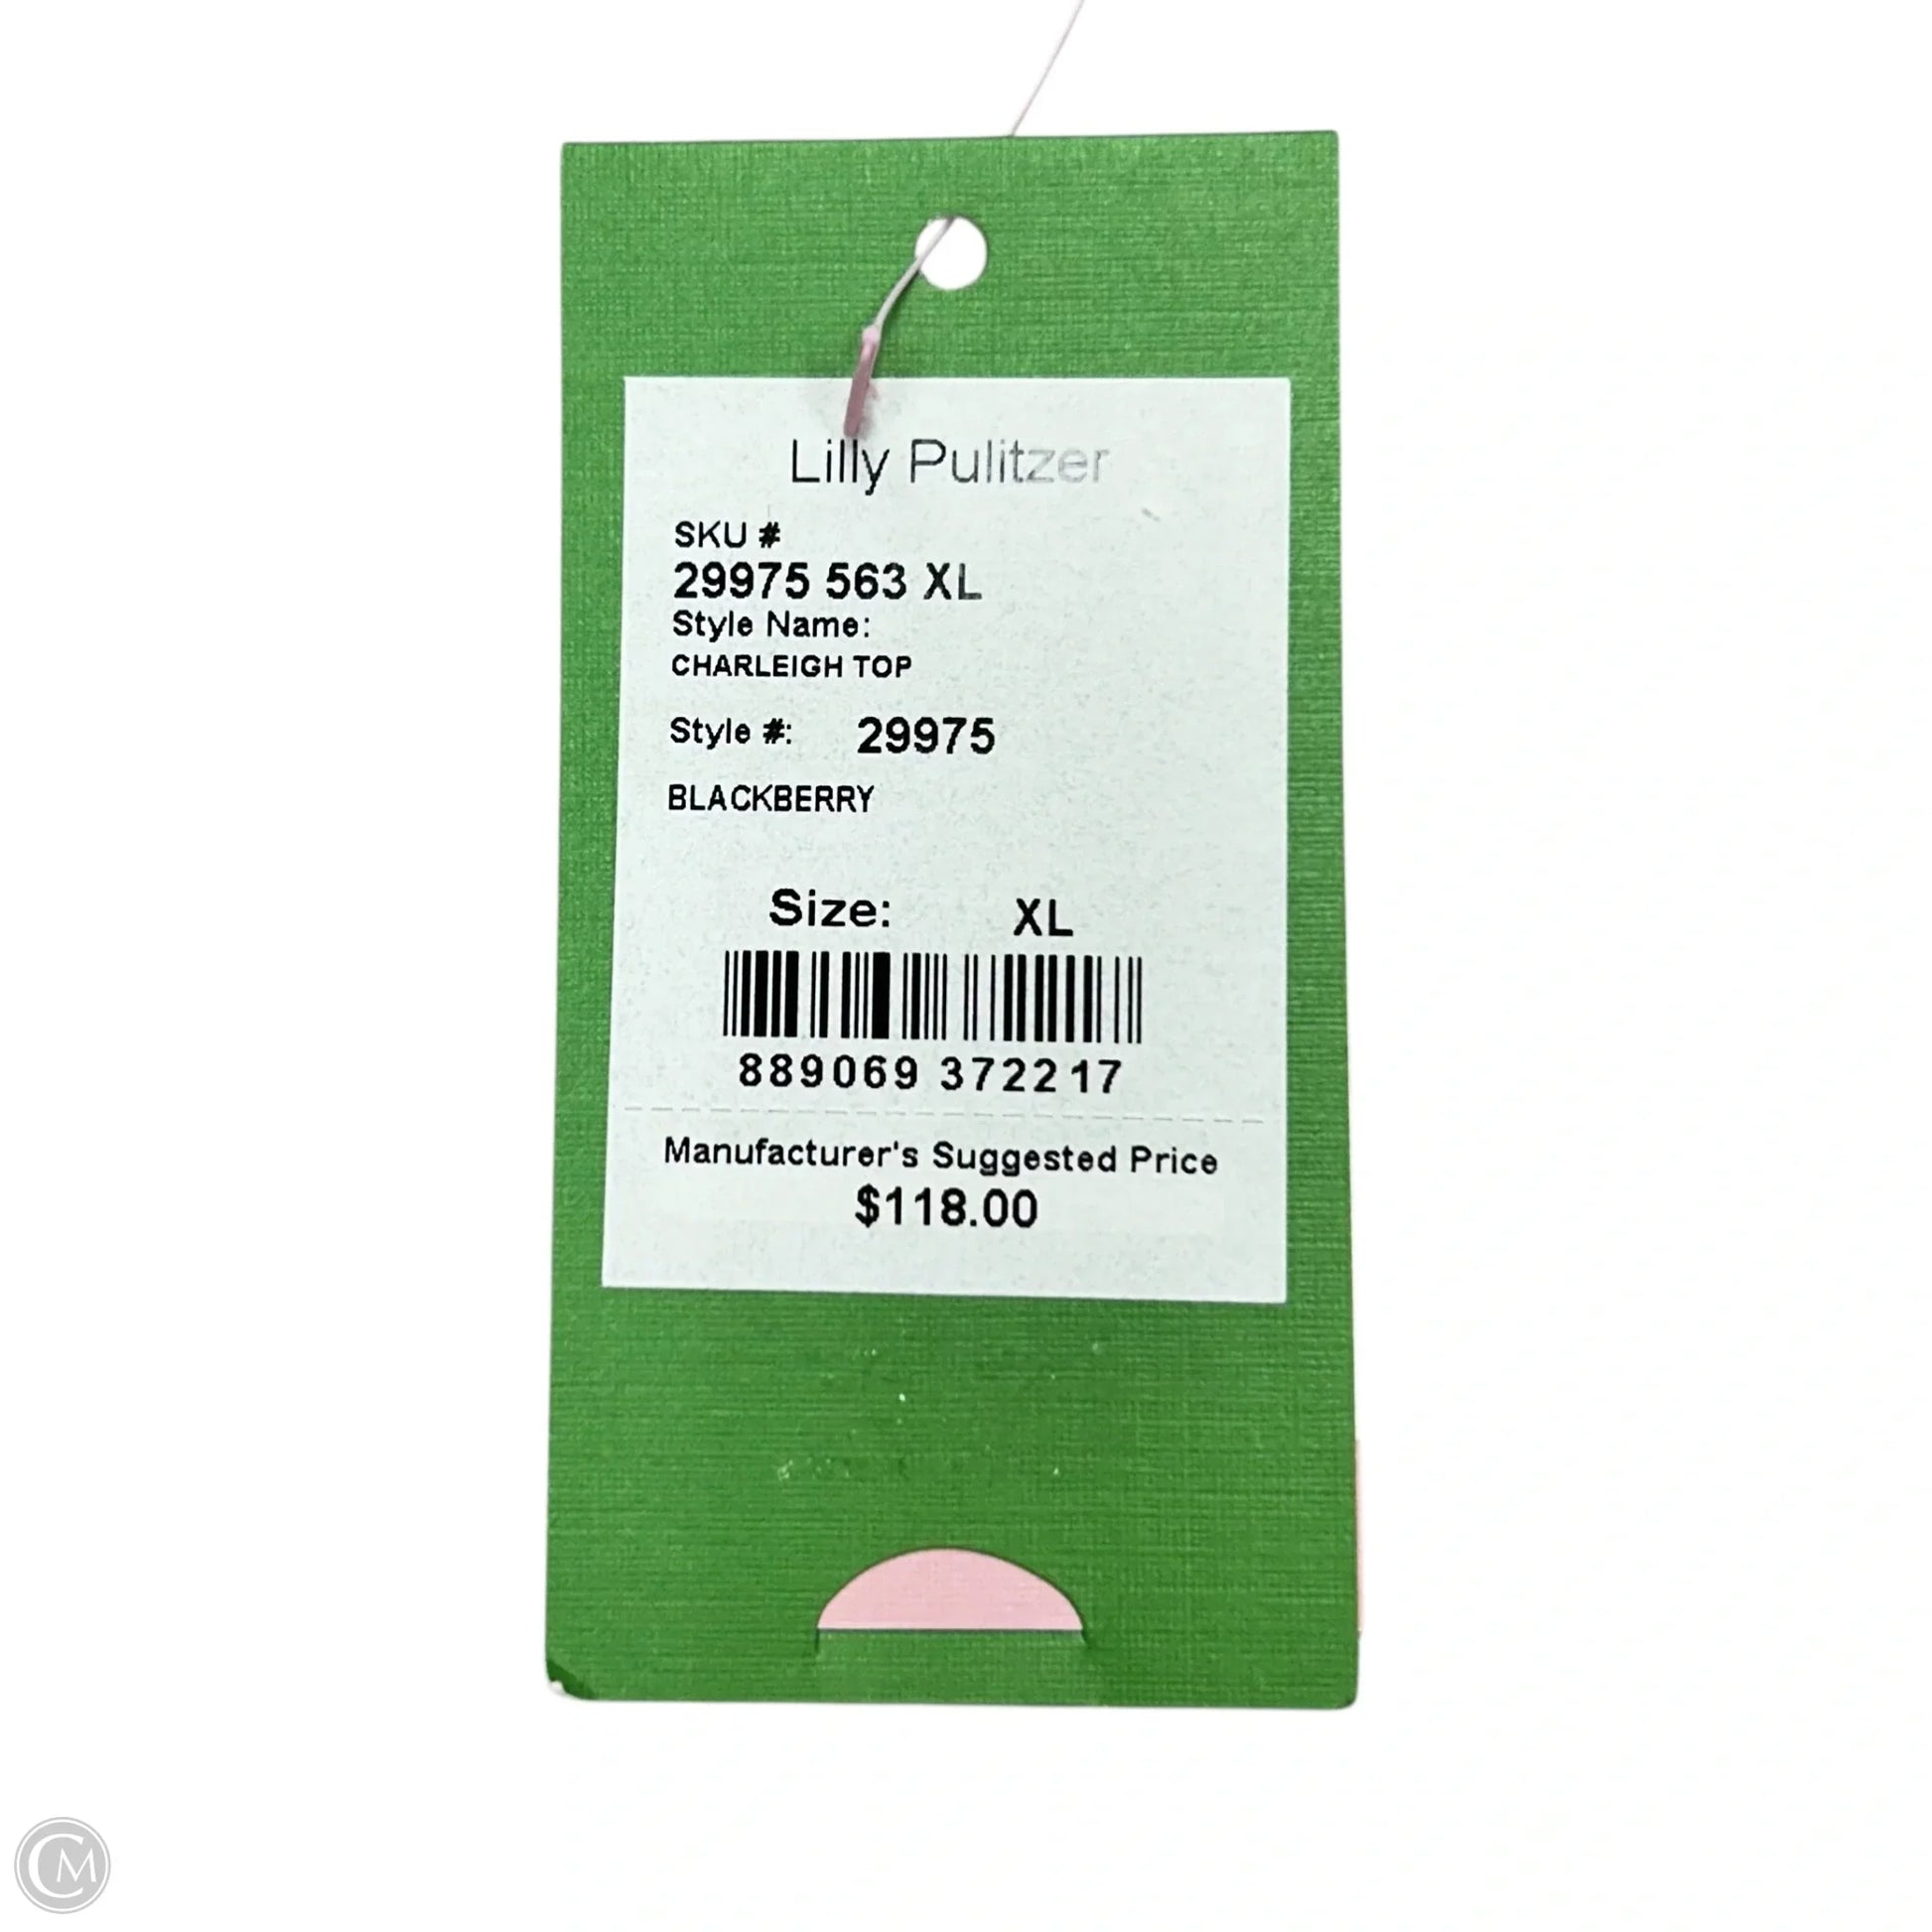 Lilly Pulitzer
SKU #
29975 563 XL
Style Name:
CHARLEIGH TOP
Style #: 29975
BLACKBERRY
Size: XL
889069 372217
Manufacturer's Suggested Price
$118.00
CM